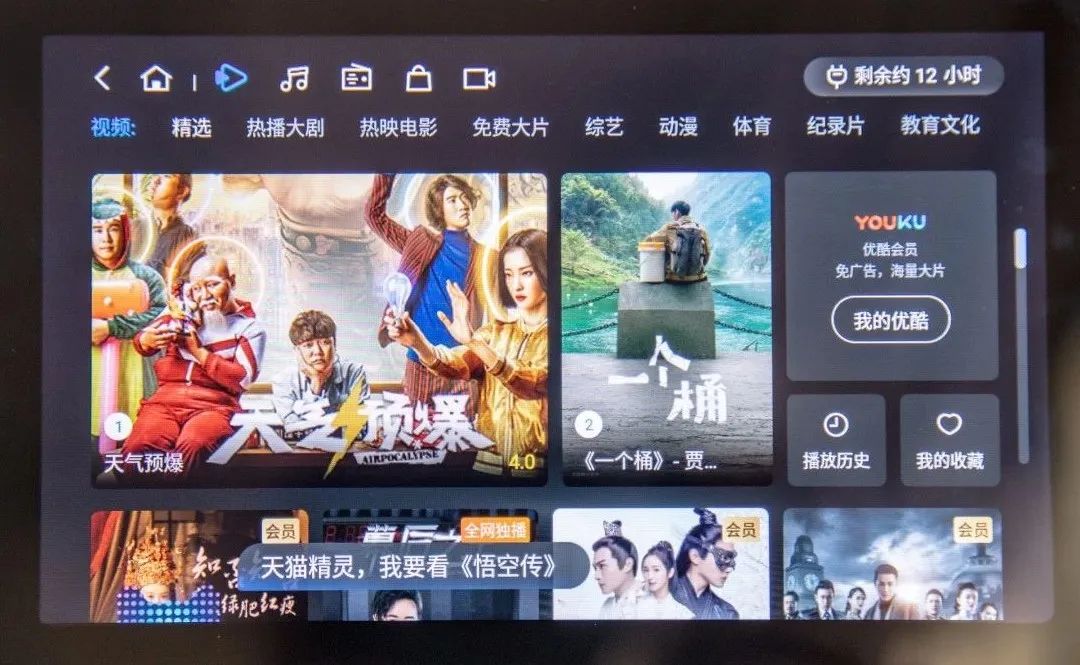 剩余约 12 小时
视频:
精选
热播大剧
热映电影
免费大片
综艺
动漫
体育
纪录片
教育文化
天气预爆
AIRPOCALYPSE
1
天气预爆
4.0
一个桶
2
《一个桶》- 贾...
YOUKU
优酷会员
免广告，海量大片
我的优酷
播放历史
我的收藏
会员
知
绿肥红瘦
全网独播
会员
会员
天猫精灵，我要看《悟空传》